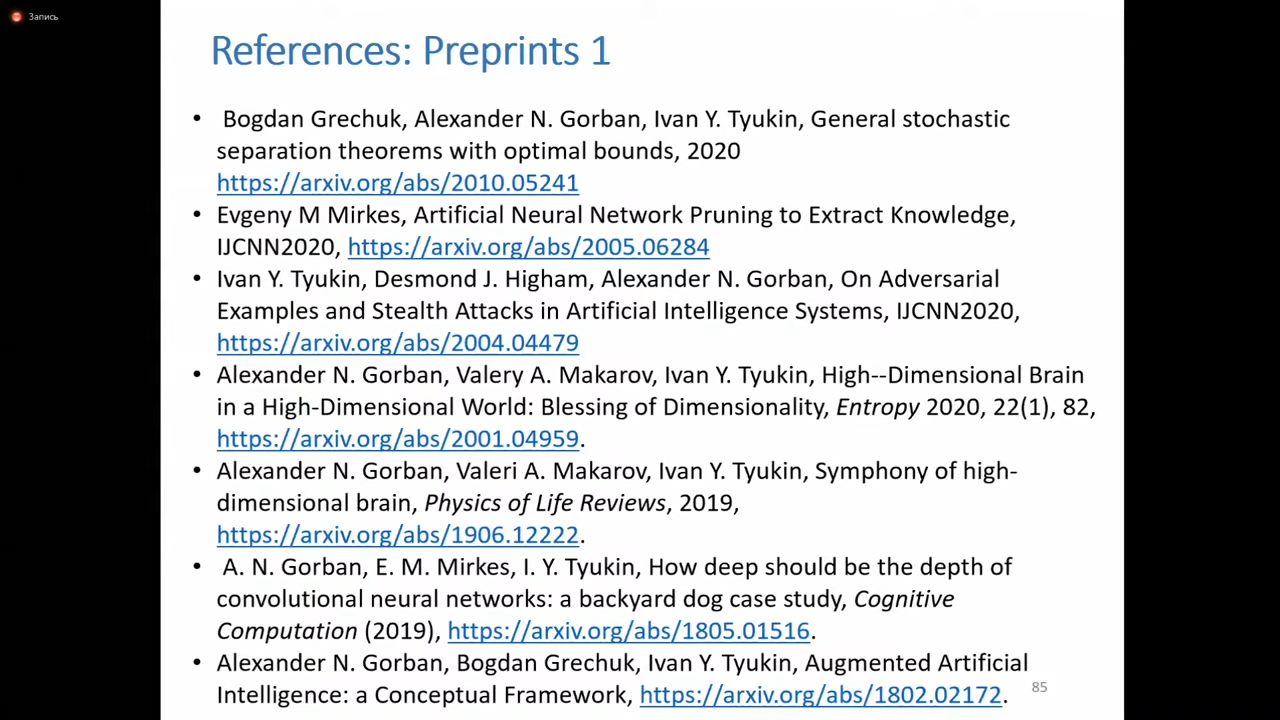 Запись
References: Preprints 1
• Bogdan Grechuk, Alexander N. Gorban, Ivan Y. Tyukin, General stochastic
separation theorems with optimal bounds, 2020
https://arxiv.org/abs/2010.05241
• Evgeny M Mirkes, Artificial Neural Network Pruning to Extract Knowledge,
IJCNN2020, https://arxiv.org/abs/2005.06284
• Ivan Y. Tyukin, Desmond J. Higham, Alexander N. Gorban, On Adversarial
Examples and Stealth Attacks in Artificial Intelligence Systems, IJCNN2020,
https://arxiv.org/abs/2004.04479
• Alexander N. Gorban, Valery A. Makarov, Ivan Y. Tyukin, High--Dimensional Brain
in a High-Dimensional World: Blessing of Dimensionality, Entropy 2020, 22(1), 82,
https://arxiv.org/abs/2001.04959.
• Alexander N. Gorban, Valeri A. Makarov, Ivan Y. Tyukin, Symphony of high-
dimensional brain, Physics of Life Reviews, 2019,
https://arxiv.org/abs/1906.12222.
• A. N. Gorban, E. M. Mirkes, I. Y. Tyukin, How deep should be the depth of
convolutional neural networks: a backyard dog case study, Cognitive
Computation (2019), https://arxiv.org/abs/1805.01516.
• Alexander N. Gorban, Bogdan Grechuk, Ivan Y. Tyukin, Augmented Artificial
Intelligence: a Conceptual Framework, https://arxiv.org/abs/1802.02172.
85